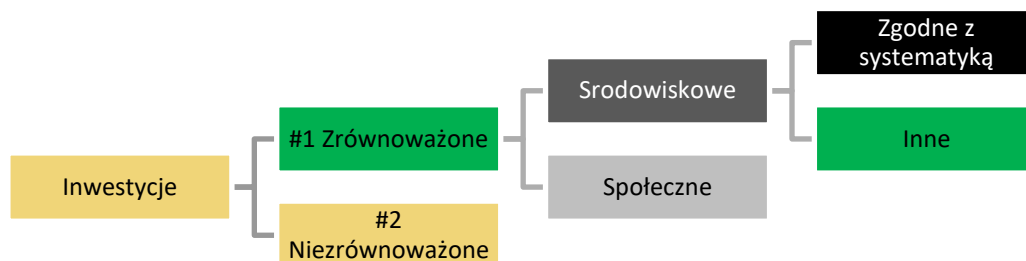 Zgodne z
systematyką
Srodowiskowe
#1 Zrównoważone
Inne
Inwestycje
Społeczne
#2
Niezrównoważone